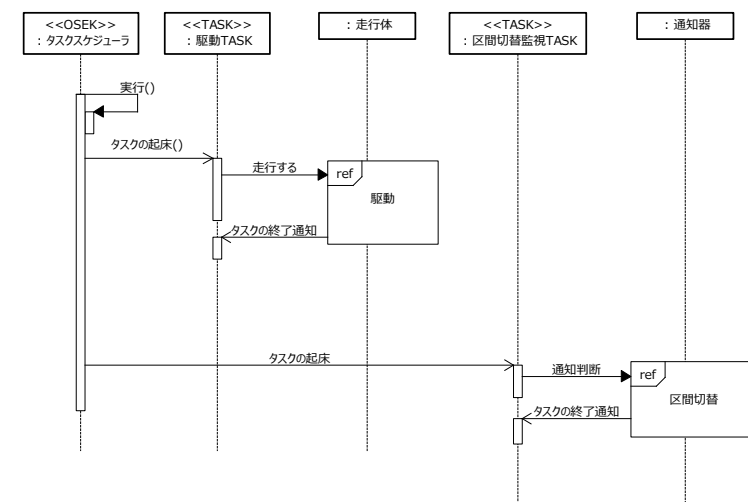 <<OSEK>>
: タスクスケジューラ
<<TASK>>
: 駆動TASK
: 走行体
<<TASK>>
: 区間切替監視TASK
: 通知器
実行()
タスクの起床()
走行する
ref
駆動
タスクの終了通知
タスクの起床
通知判断
ref
区間切替
タスクの終了通知